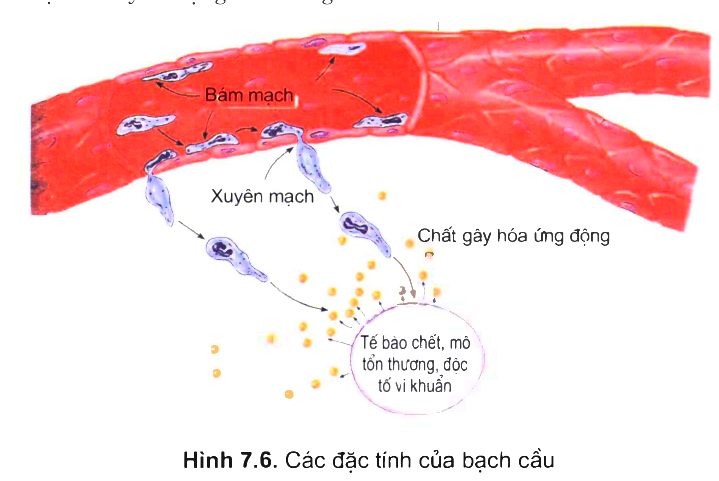 Bám mạch
Xuyên mạch
Chất gây hóa ứng động
Tế bào chết, mô
tổn thương, độc
tố vi khuẩn
Hình 7.6. Các đặc tính của bạch cầu